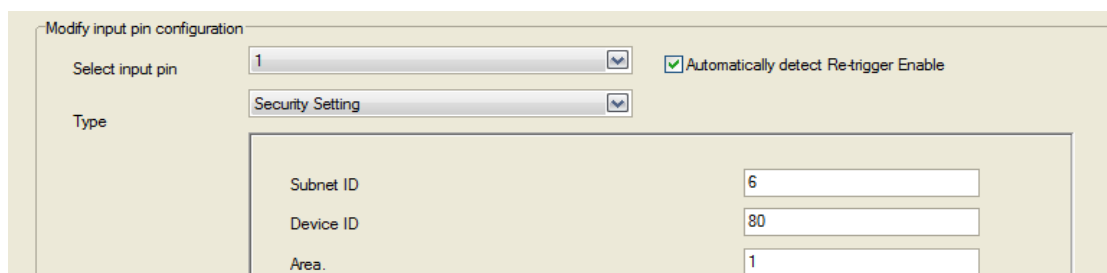 Modify input pin configuration
Select input pin 1 Automatically detect Re-trigger Enable
Type Security Setting
Subnet ID 6
Device ID 80
Area. 1